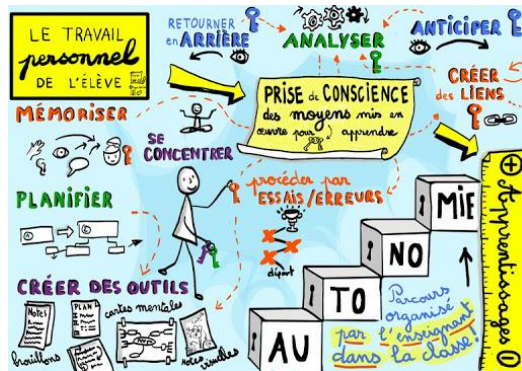 LE TRAVAIL
personnel
DE L'ÉLÈVE
RETOURNER
en ARRIÈRE
ANALYSER
ANTICIPER
CRÉER
des LIENS
MÉMORISER
SE
CONCENTRER
PRISE de CONSCIENCE
des moyens mis en
œuvre pour apprendre
PLANIFIER
procéder par
ESSAIS/ERREURS
départ
CRÉER DES OUTILS
NOTES
brouillons
PLAN
cartes mentales
notes
visuelles
AU
TO
NO
MIE
Parcours
organisé
par l'enseignant
dans la classe!
Apprentissages